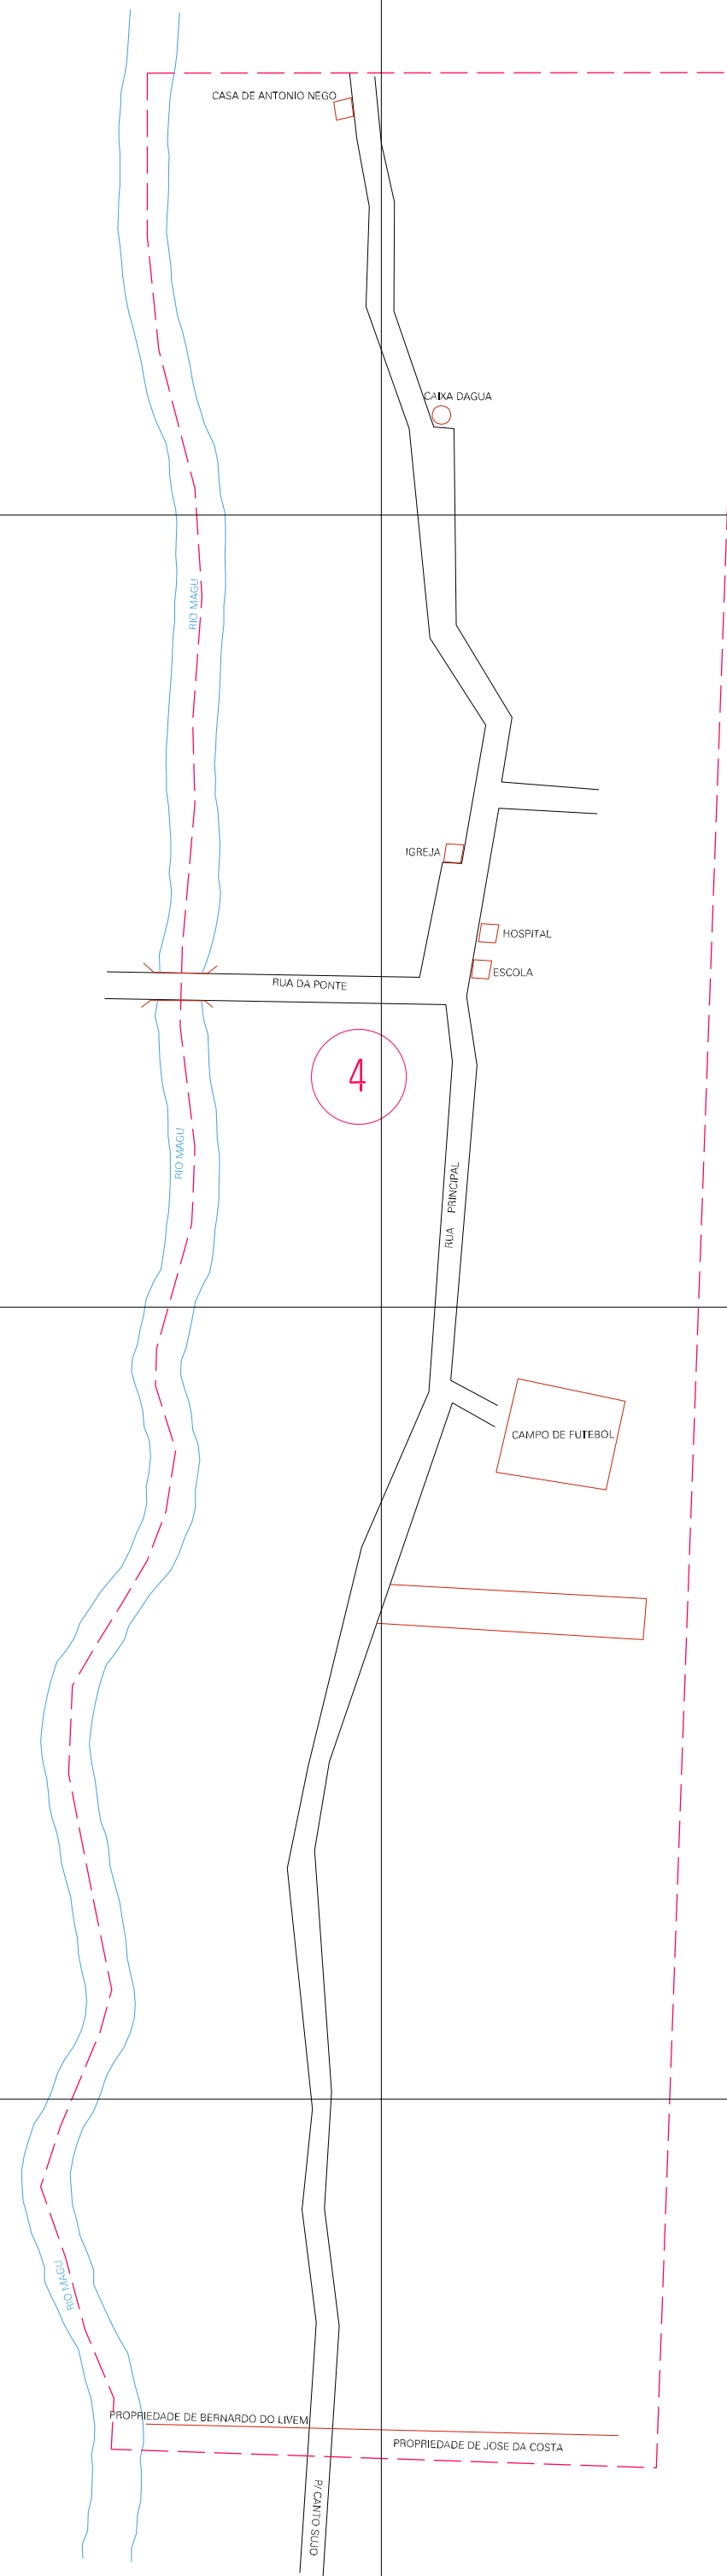 CASA DE ANTONIO NEGO
CAIXA DAGUA
RIO MAGU
IGREJA
HOSPITAL
ESCOLA
RUA DA PONTE
4
RIO MAGU
RUA PRINCIPAL
CAMPO DE FUTEBOL
RIO MAGU
PROPRIEDADE DE BERNARDO DO LIVEM
PROPRIEDADE DE JOSE DA COSTA
P/ CANTO SUJO